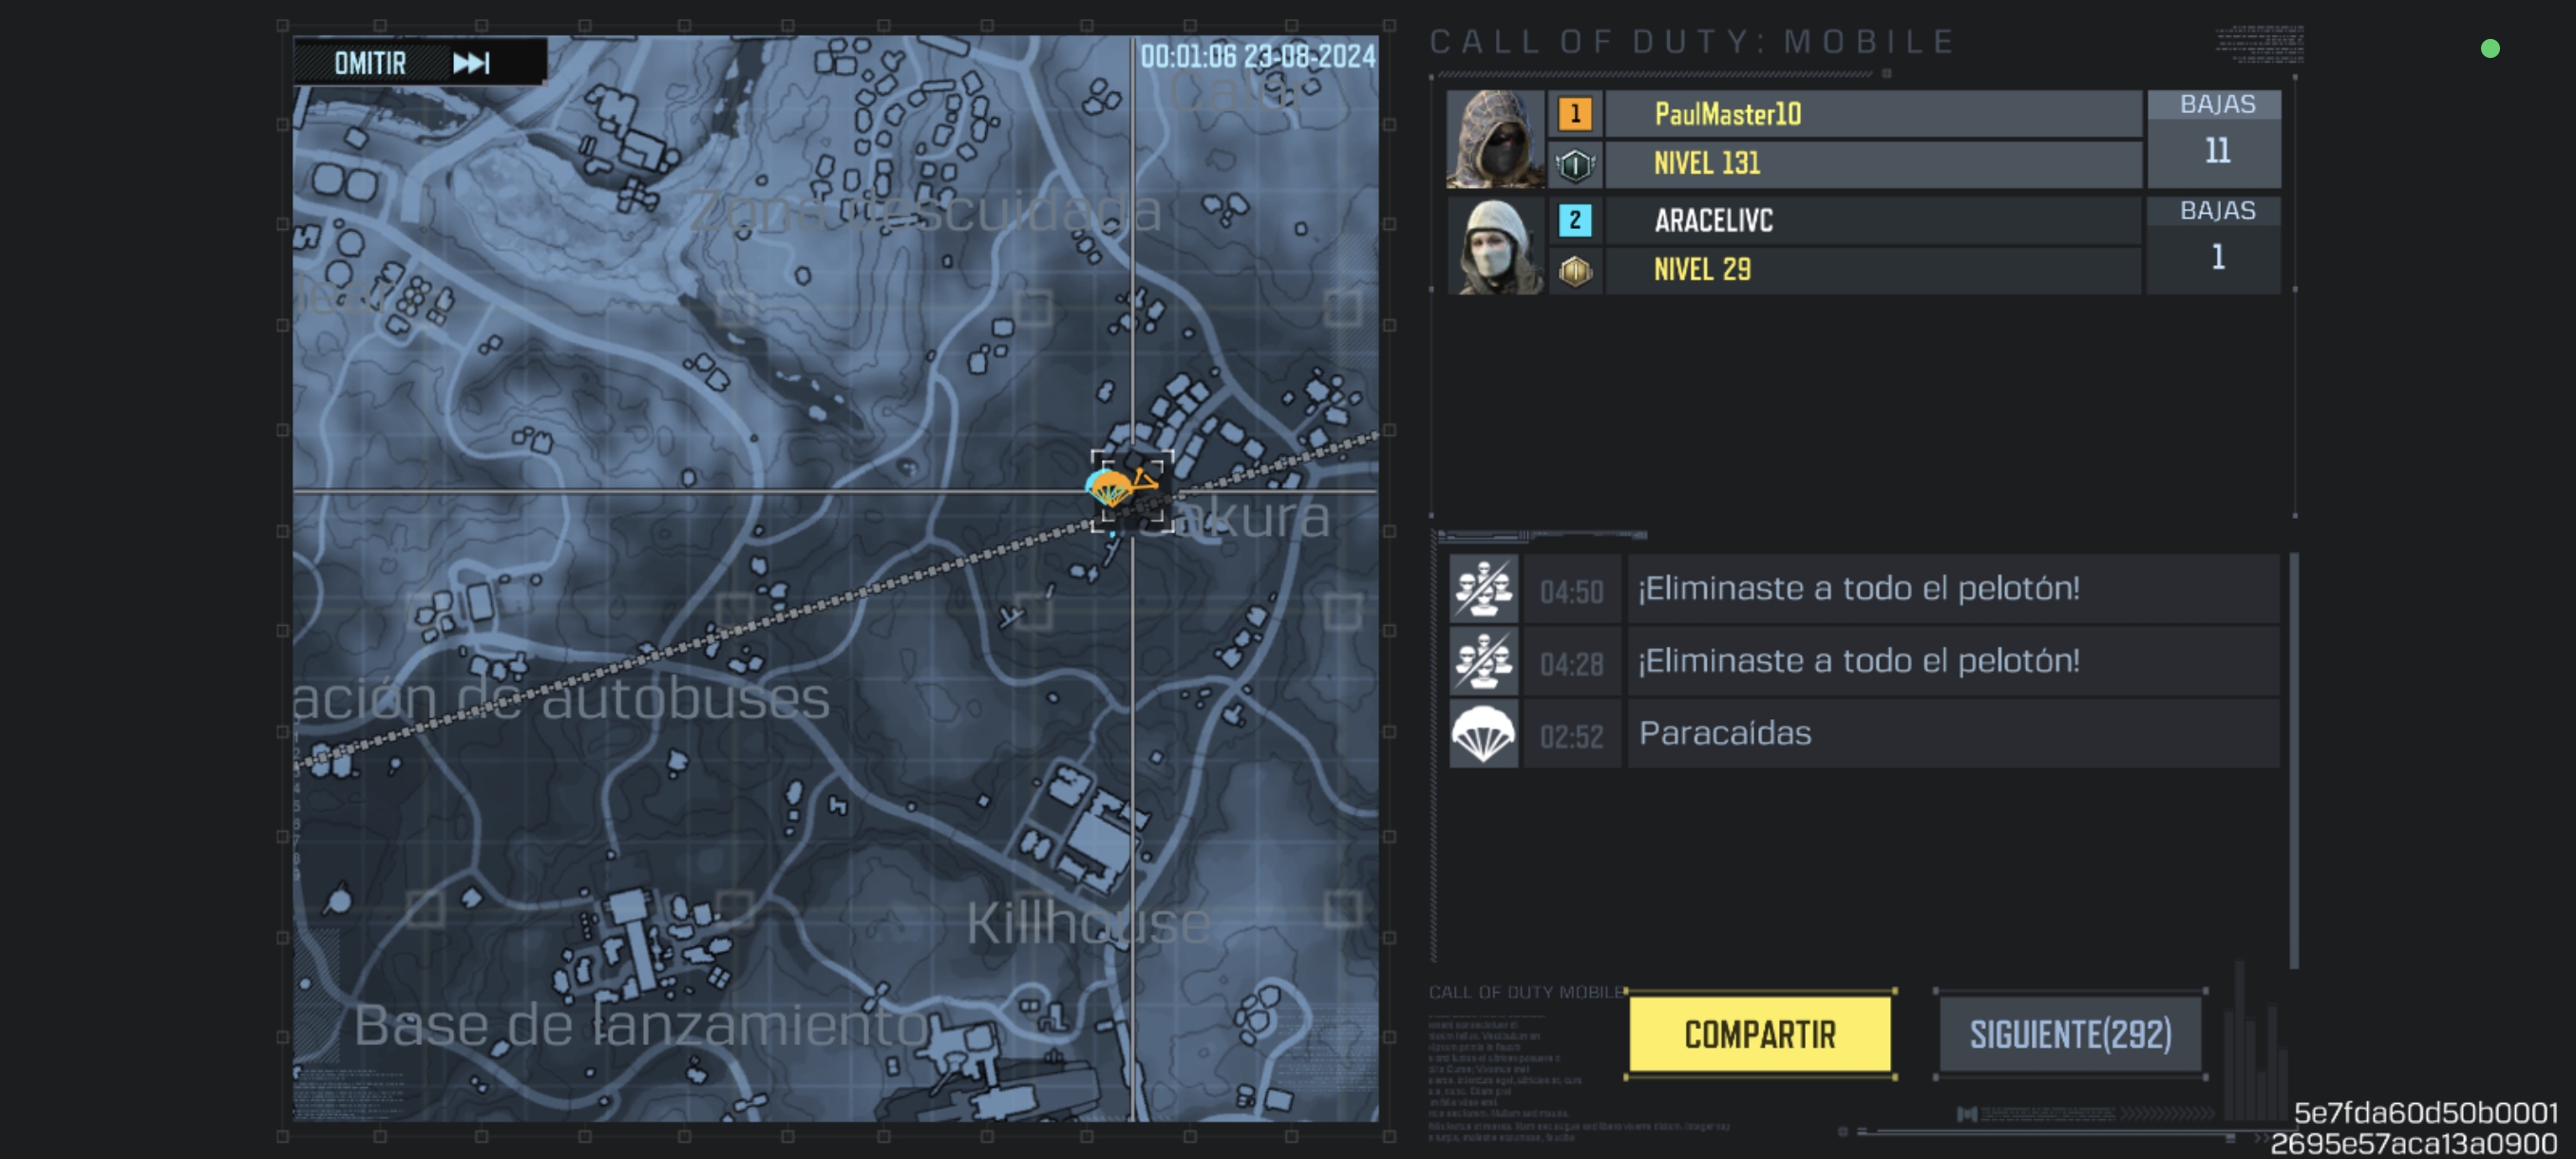 OMITIR
00:01:06 23-08-2024
Zona descuidada
Sakura
ación de autobuses
Killhouse
Base de lanzamiento
CALL OF DUTY: MOBILE
1 PaulMaster10
NIVEL 131
BAJAS
11
2 ARACELIVC
NIVEL 29
BAJAS
1
04:50 ¡Eliminaste a todo el pelotón!
04:28 ¡Eliminaste a todo el pelotón!
02:52 Paracaídas
CALL OF DUTY MOBILE
COMPARTIR
SIGUIENTE(292)
5e7fda60d50b0001
2695e57aca13a0900